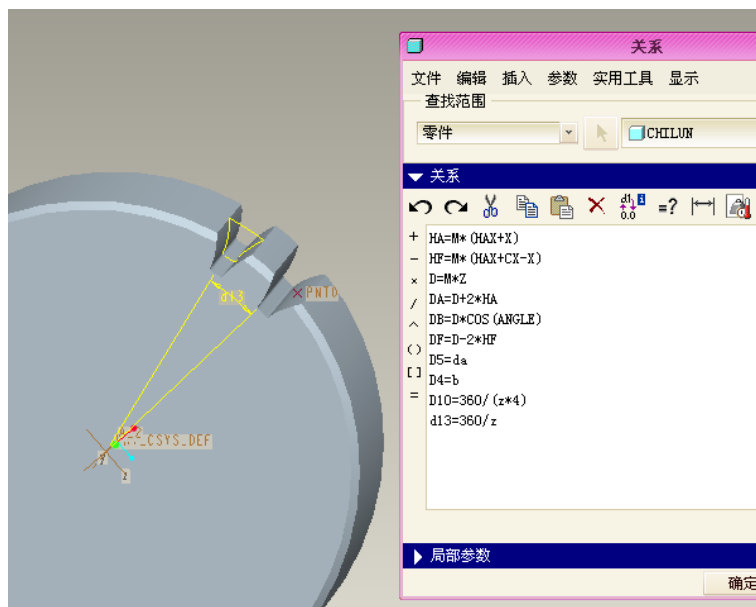 关系
文件 编辑 插入 参数 实用工具 显示
查找范围
零件
CHILUN
关系
HA=M*(HAX+X)
HF=M*(HAX+CX-X)
D=M*Z
DA=D+2*HA
DB=D*COS(ANGLE)
DF=D-2*HF
D5=da
D4=b
D10=360/(z*4)
d13=360/z
局部参数
确定
d13
PNT0
_CSYS_DEF